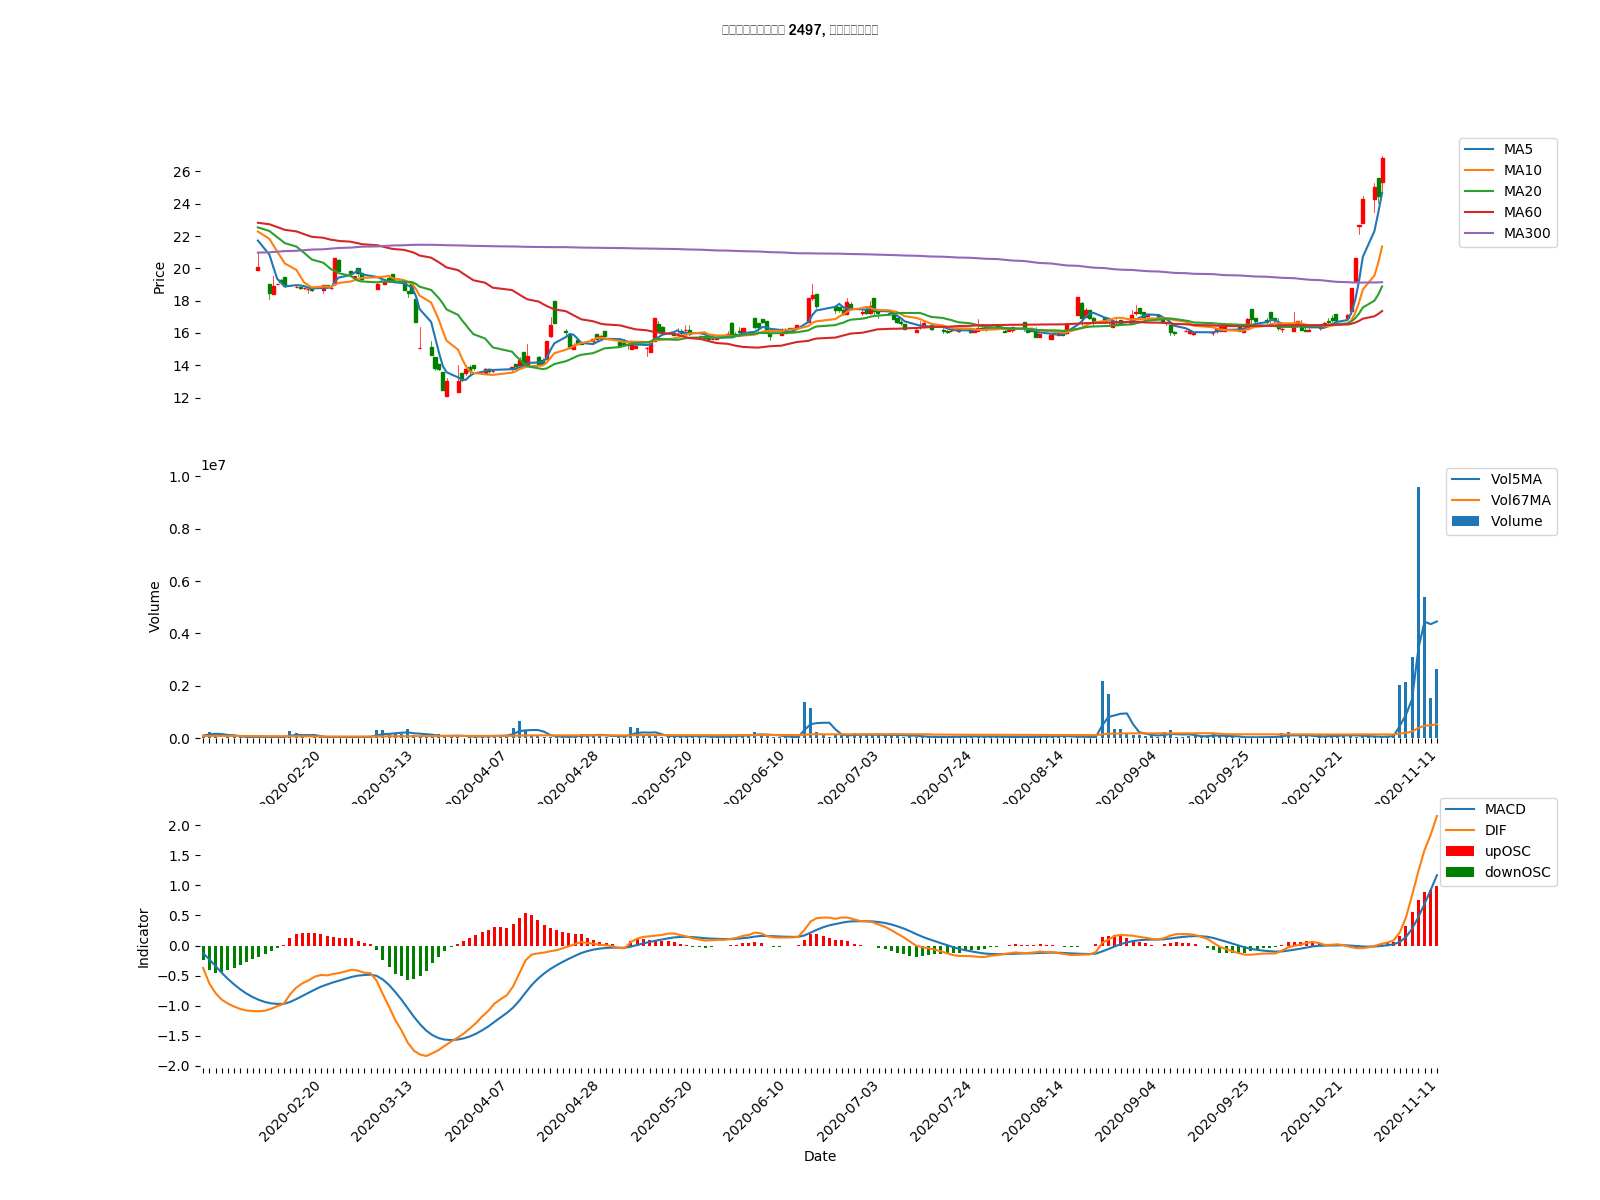 2497,
MA5
MA10
MA20
MA60
MA300
Price
26
24
22
20
18
16
14
12
1e7
Vol5MA
Vol67MA
Volume
Volume
1.0
0.8
0.6
0.4
0.2
0.0
2020-02-20 2020-03-13 2020-04-07 2020-04-28 2020-05-20 2020-06-10 2020-07-03 2020-07-24 2020-08-14 2020-09-04 2020-09-25 2020-10-21 2020-11-11
MACD
DIF
upOSC
downOSC
Indicator
2.0
1.5
1.0
0.5
0.0
−0.5
−1.0
−1.5
−2.0
2020-02-20 2020-03-13 2020-04-07 2020-04-28 2020-05-20 2020-06-10 2020-07-03 2020-07-24 2020-08-14 2020-09-04 2020-09-25 2020-10-21 2020-11-11
Date